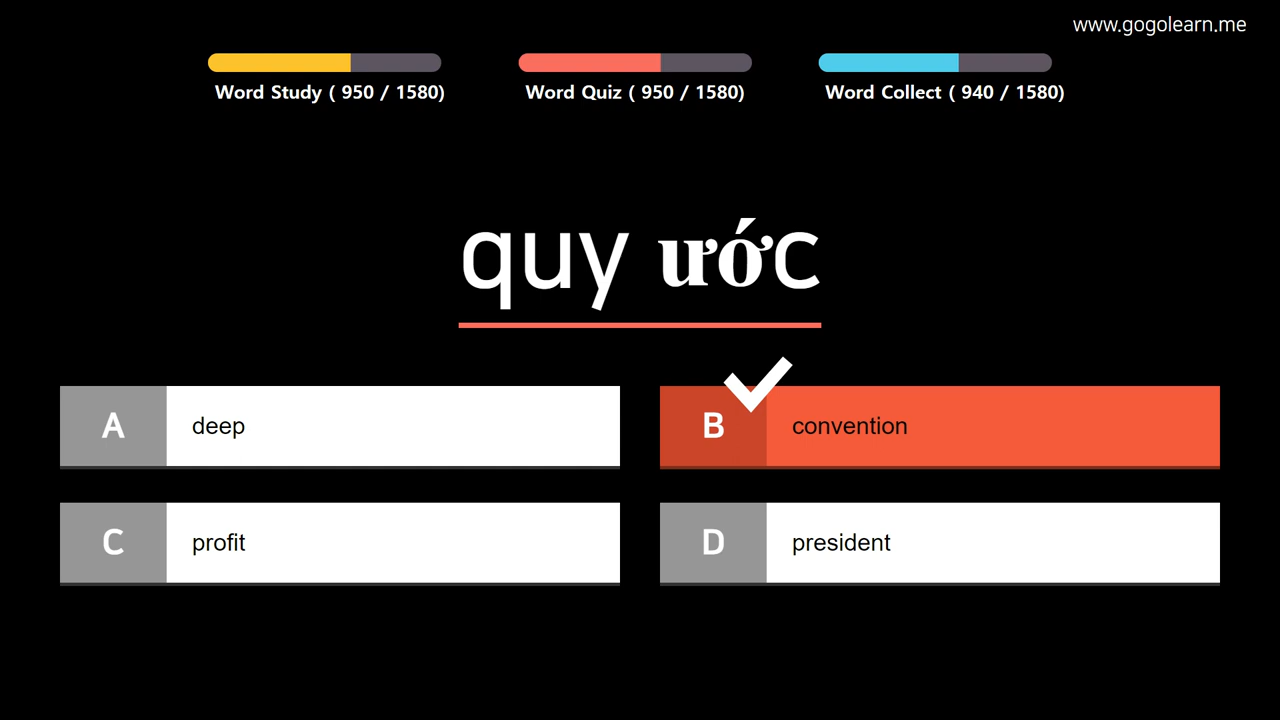 www.gogolearn.me
Word Study ( 950 / 1580)
Word Quiz ( 950 / 1580)
Word Collect ( 940 / 1580)
quy ước
A deep
B convention
C profit
D president